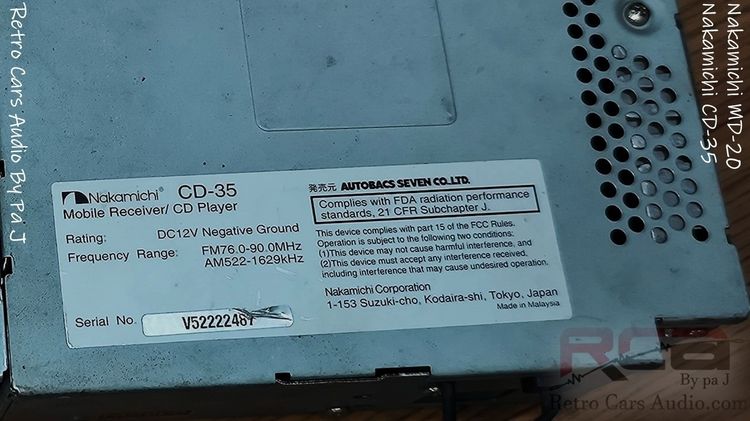 Retro Cars Audio By Pa J
Nakamichi MD-20
Nakamichi CD-35
Nakamichi® CD-35
Mobile Receiver/ CD Player
Rating: DC12V Negative Ground
Frequency Range: FM76.0-90.0MHz
AM522-1629kHz
Serial No. V52222487
発売元 AUTOBACS SEVEN CO.LTD.
Complies with FDA radiation performance
standards, 21 CFR Subchapter J.
This device complies with part 15 of the FCC Rules.
Operation is subject to the following two conditions:
(1)This device may not cause harmful interference, and
(2)This device must accept any interference received,
including interference that may cause undesired operation.
Nakamichi Corporation
1-153 Suzuki-cho, Kodaira-shi, Tokyo, Japan
Made in Malaysia
RCA
By pa J
Retro Cars Audio.com